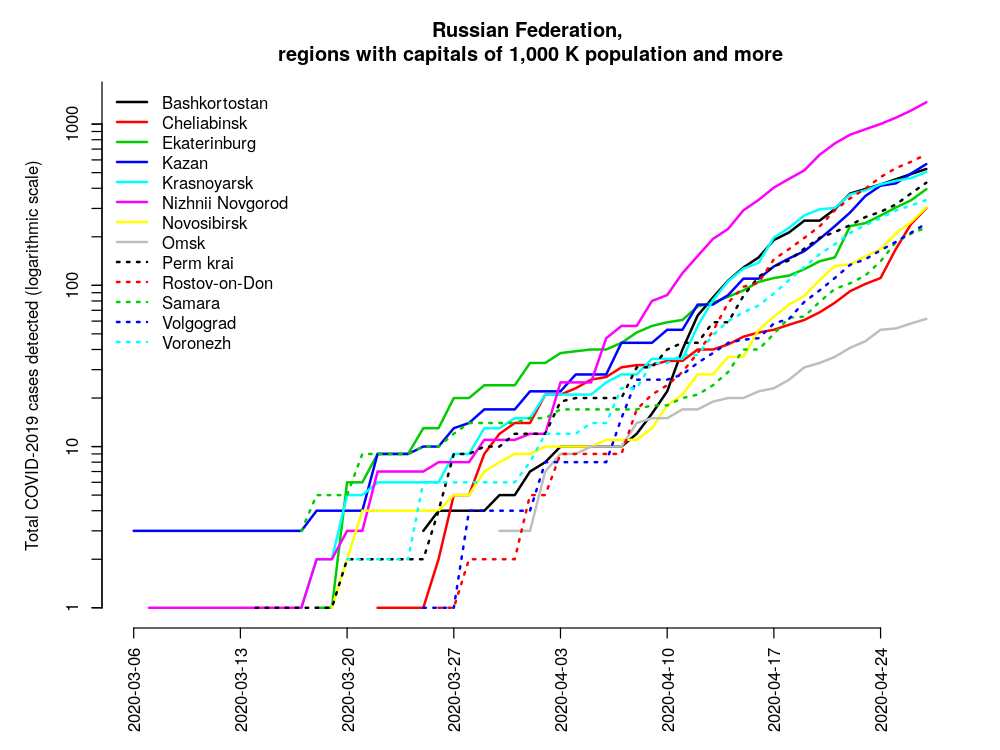 Russian Federation,
regions with capitals of 1,000 K population and more
Total COVID-2019 cases detected (logarithmic scale)
1000
100
10
1
Bashkortostan
Cheliabinsk
Ekaterinburg
Kazan
Krasnoyarsk
Nizhnii Novgorod
Novosibirsk
Omsk
Perm krai
Rostov-on-Don
Samara
Volgograd
Voronezh
2020-03-06
2020-03-13
2020-03-20
2020-03-27
2020-04-03
2020-04-10
2020-04-17
2020-04-24